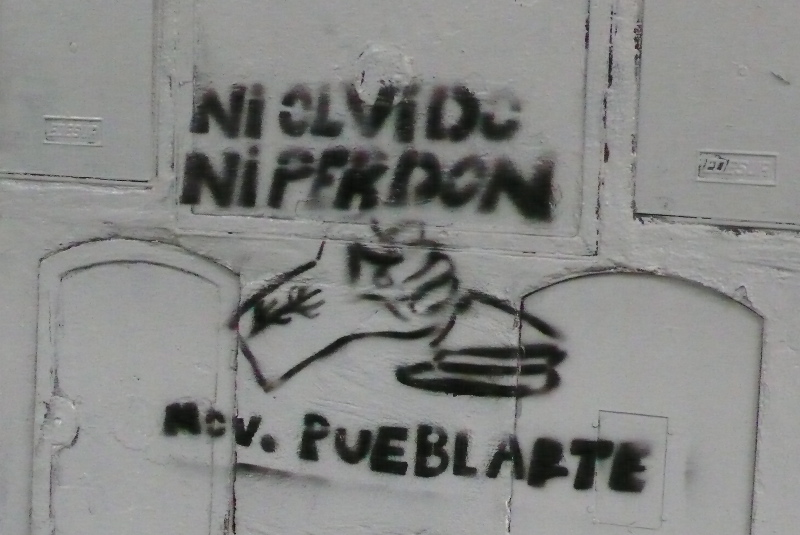 NI OLVIDO
NI PERDON
MOV. PUEBLARTE